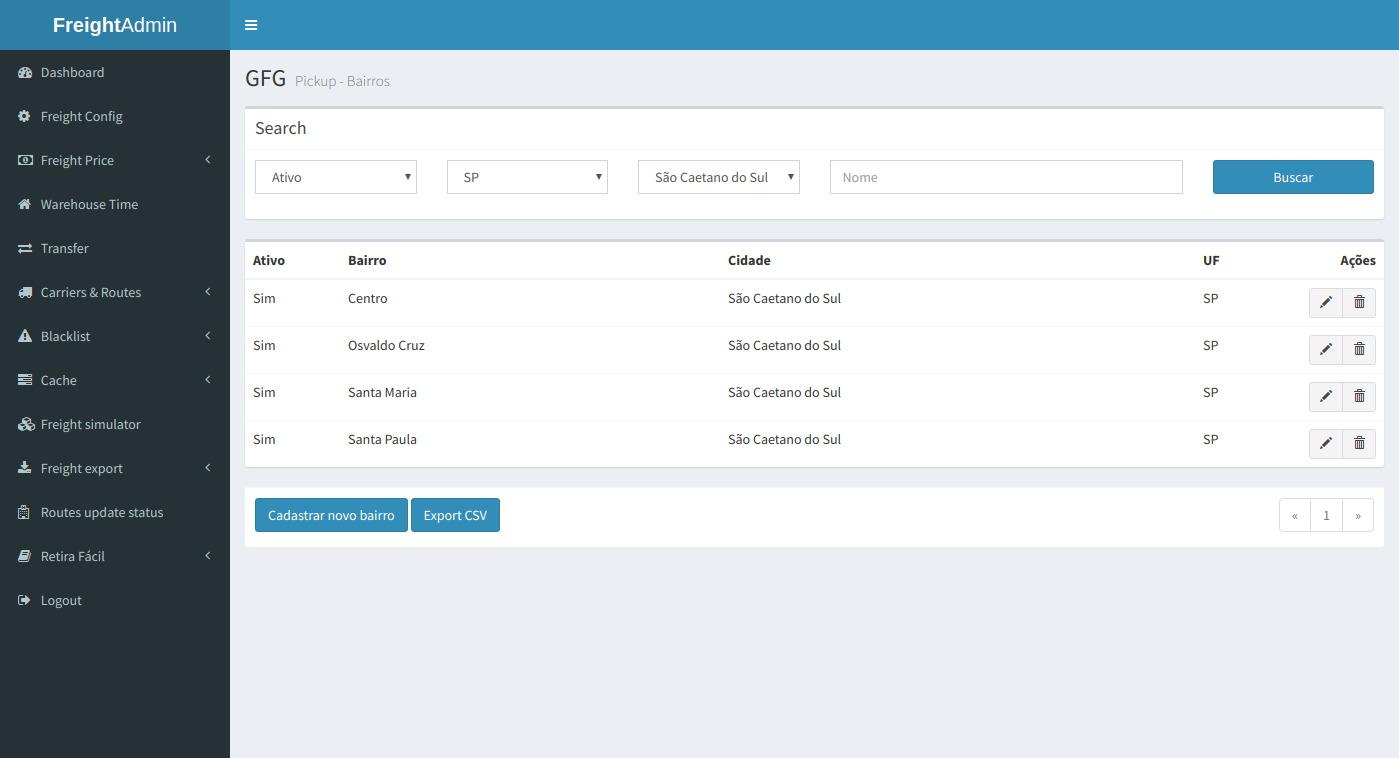 FreightAdmin
Dashboard
Freight Config
Freight Price
Warehouse Time
Transfer
Carriers & Routes
Blacklist
Cache
Freight simulator
Freight export
Routes update status
Retira Fácil
Logout
GFG Pickup - Bairros
Search
Ativo SP São Caetano do Sul Nome Buscar
Ativo Bairro Cidade UF Ações
Sim Centro São Caetano do Sul SP
Sim Osvaldo Cruz São Caetano do Sul SP
Sim Santa Maria São Caetano do Sul SP
Sim Santa Paula São Caetano do Sul SP
Cadastrar novo bairro Export CSV « 1 »